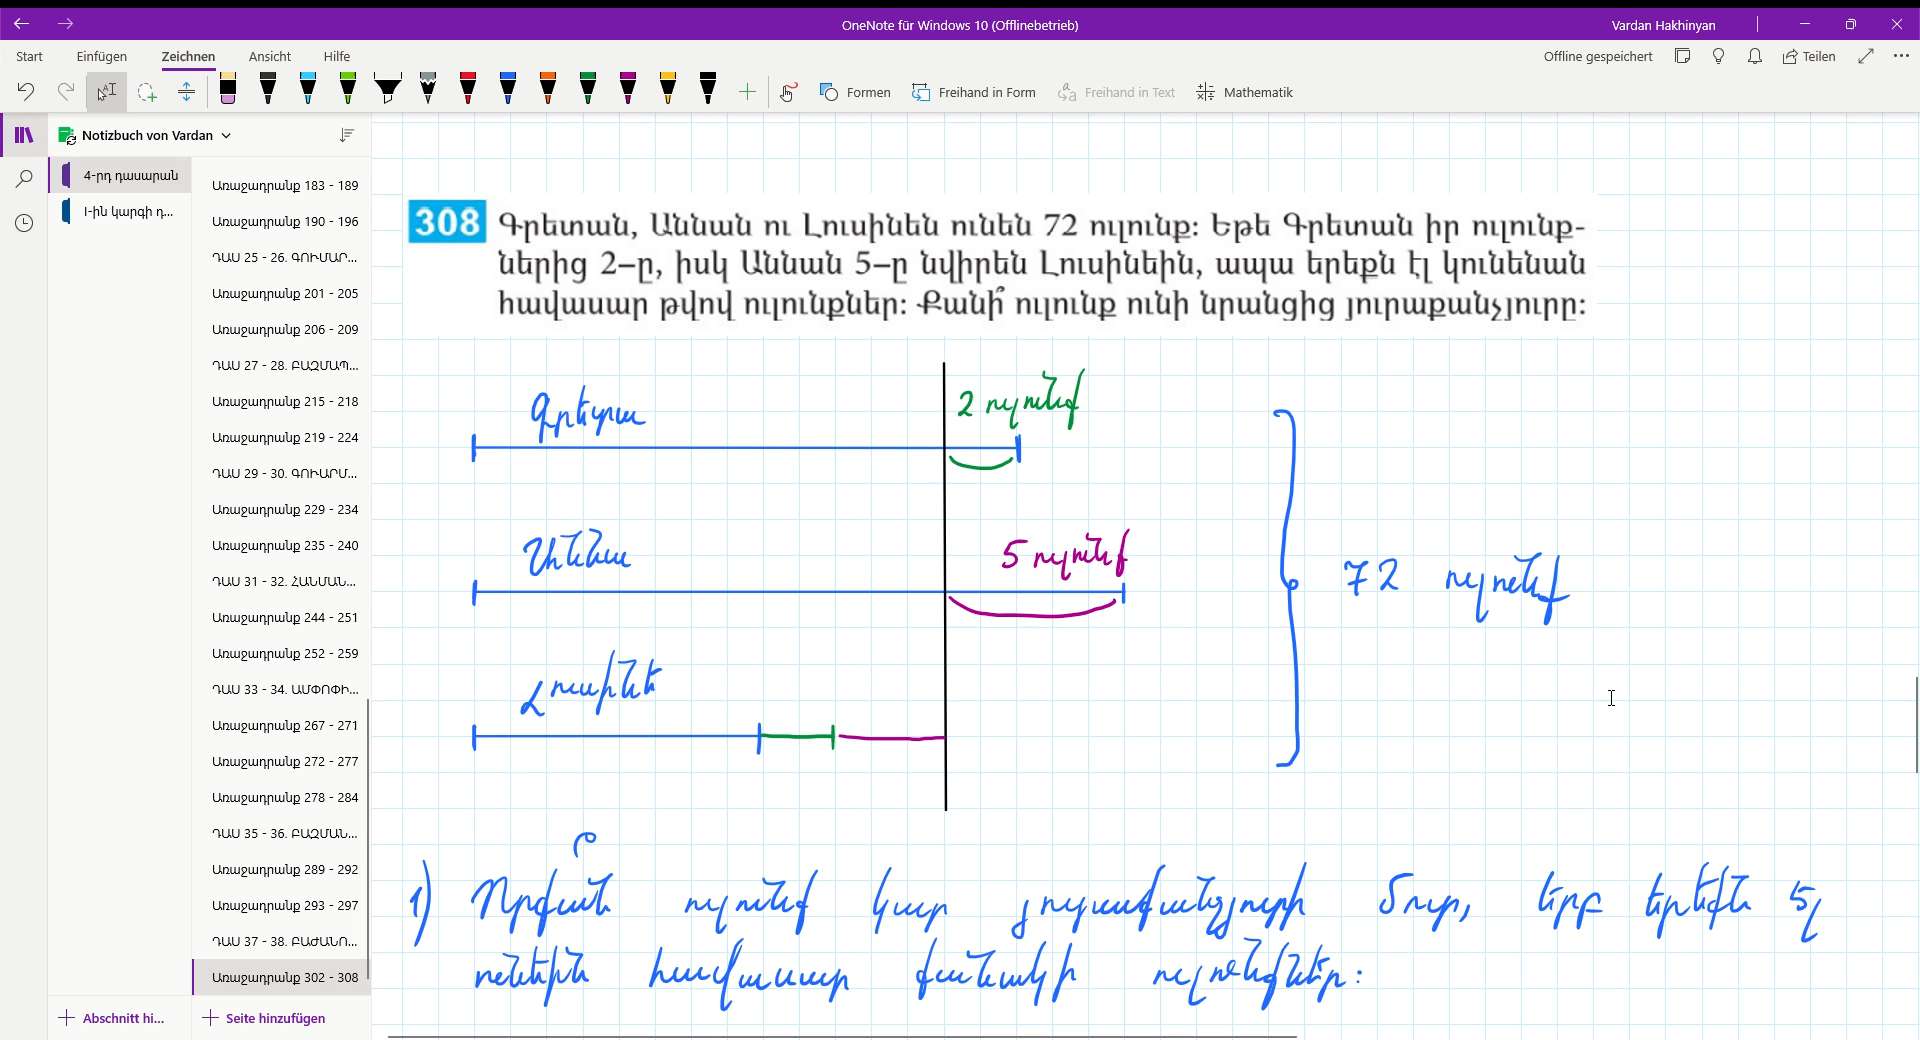 OneNote für Windows 10 (Offlinebetrieb)
Vardan Hakhinyan
Start Einfügen Zeichnen Ansicht Hilfe
Offline gespeichert Teilen
Formen Freihand in Form Freihand in Text Mathematik
Notizbuch von Vardan
4-րդ դասարան
I-ին կարգի դ...
Առաջադրանք 183 - 189
Առաջադրանք 190 - 196
ԴԱՍ 25 - 26. ԳՈՒՄԱՐ...
Առաջադրանք 201 - 205
Առաջադրանք 206 - 209
ԴԱՍ 27 - 28. ԲԱԶՄԱՊ...
Առաջադրանք 215 - 218
Առաջադրանք 219 - 224
ԴԱՍ 29 - 30. ԳՈՒԱՐՄ...
Առաջադրանք 229 - 234
Առաջադրանք 235 - 240
ԴԱՍ 31 - 32. ՀԱՆՄԱՆ...
Առաջադրանք 244 - 251
Առաջադրանք 252 - 259
ԴԱՍ 33 - 34. ԱՄՓՈՓԻ...
Առաջադրանք 267 - 271
Առաջադրանք 272 - 277
Առաջադրանք 278 - 284
ԴԱՍ 35 - 36. ԲԱԶՄԱՆ...
Առաջադրանք 289 - 292
Առաջադրանք 293 - 297
ԴԱՍ 37 - 38. ԲԱԺԱՆՈ...
Առաջադրանք 302 - 308
Abschnitt hi...
Seite hinzufügen
308 Գրետան, Աննան ու Լուսինեն ունեն 72 ուլունք: Եթե Գրետան իր ուլունք-
ներից 2–ը, իսկ Աննան 5–ը նվիրեն Լուսինեին, ապա երեքն էլ կունենան
հավասար թվով ուլունքներ: Քանի՞ ուլունք ունի նրանցից յուրաքանչյուրը:
Գրետա
2 ուլունք
Աննա
5 ուլունք
72 ուլունք
Լուսինե
1) Որքա՞ն ուլունք կար յուրաքանչյուրի մոտ, երբ երեքն էլ
ունեին հավասար քանակի ուլունքներ: